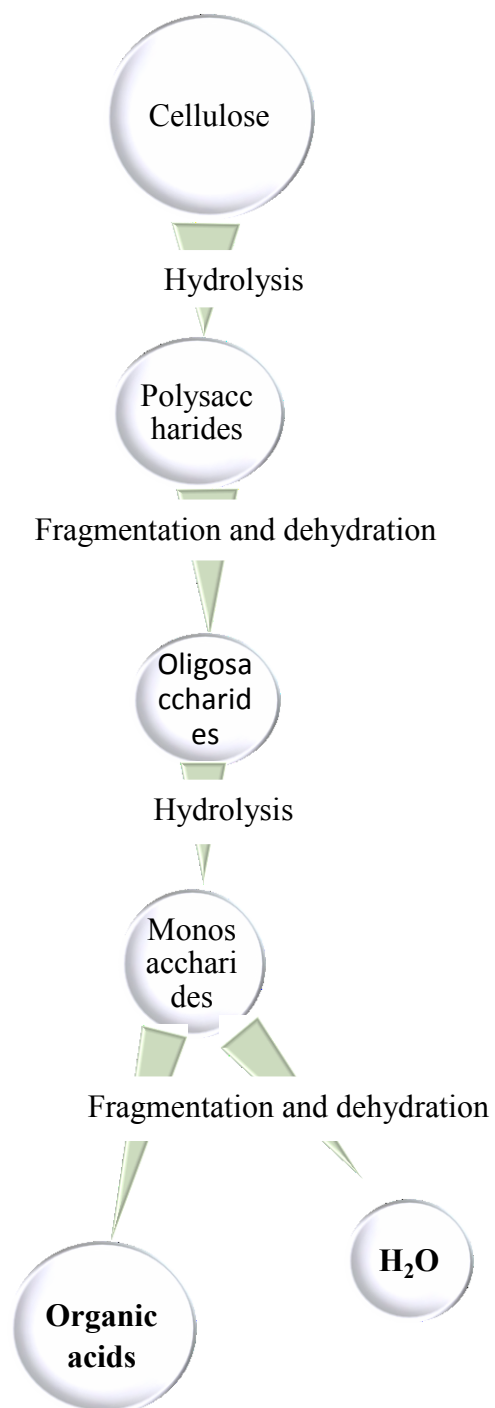 Cellulose
Hydrolysis
Polysacc
harides
Fragmentation and dehydration
Oligosa
ccharid
es
Hydrolysis
Monos
acchari
des
Fragmentation and dehydration
H₂O
Organic
acids